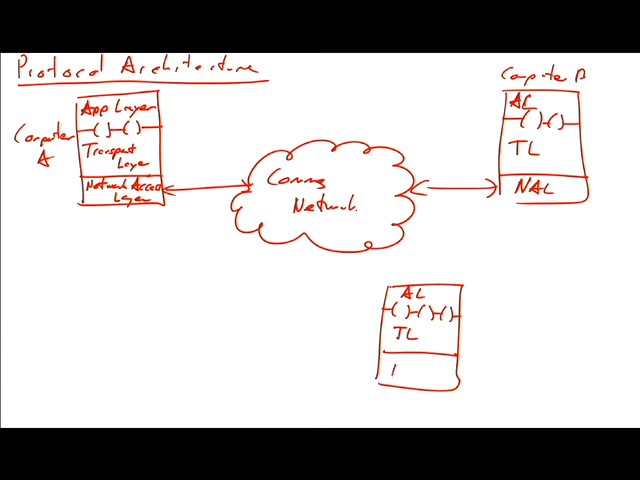 Protocol Architecture
Computer B
App Layer
Computer
A
Transport
Layer
Network Access
Layer
AL
TL
NAL
Comms
Network
AL
TL